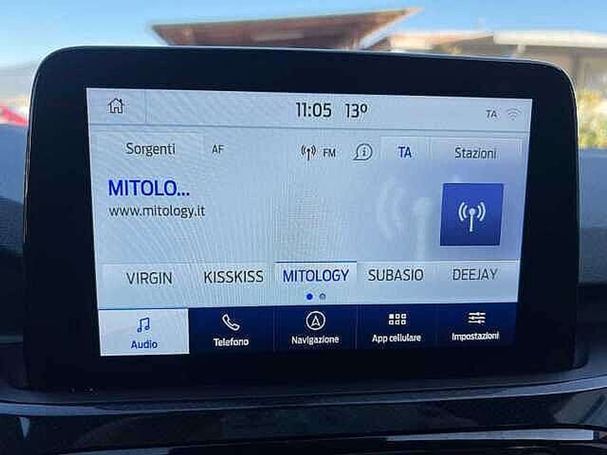 11:05 13º TA
Sorgenti AF FM TA Stazioni
MITOLO...
www.mitology.it
VIRGIN KISSKISS MITOLOGY SUBASIO DEEJAY
Audio Telefono Navigazione App cellulare Impostazioni